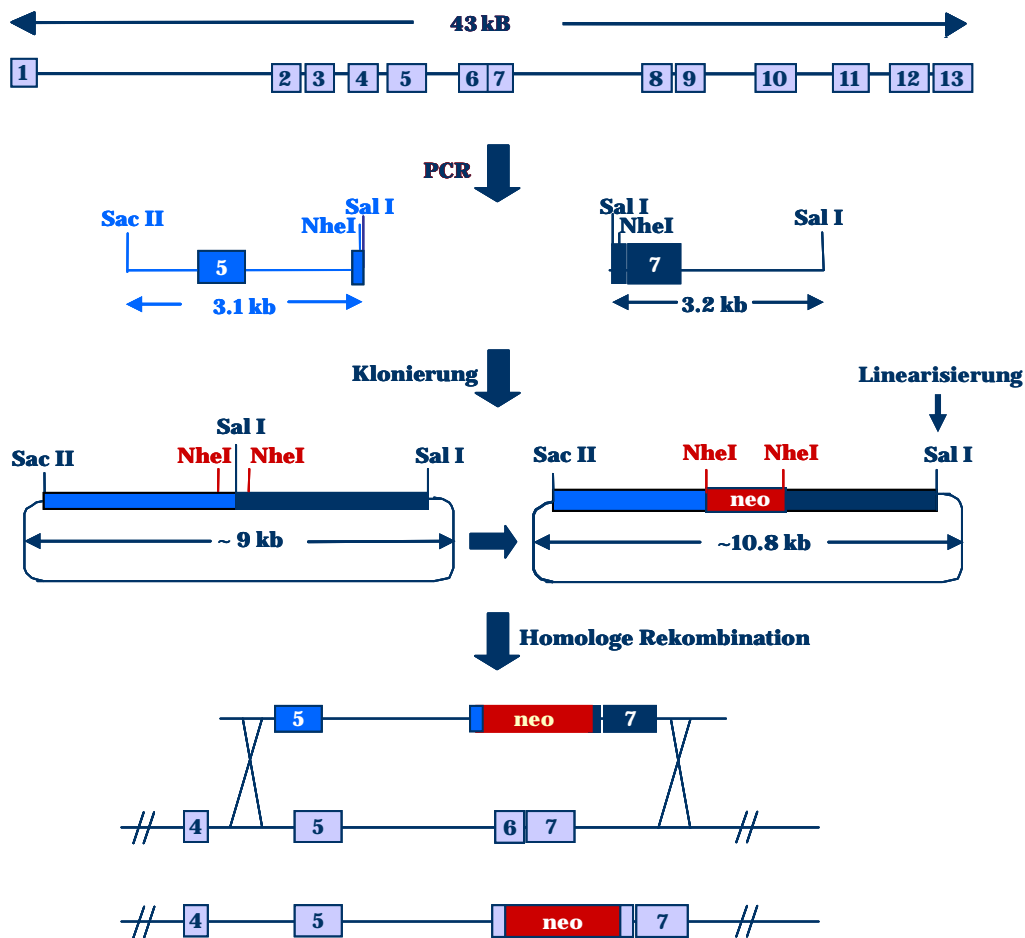 43 kB
1 2 3 4 5 6 7 8 9 10 11 12 13
PCR
Sac II Sal I NheI Sal I NheI Sal I
5 7
3.1 kb 3.2 kb
Klonierung Linearisierung
Sal I
Sac II NheI NheI Sal I Sac II NheI NheI Sal I
neo
~ 9 kb ~10.8 kb
Homologe Rekombination
5 neo 7
4 5 6 7
4 5 neo 7